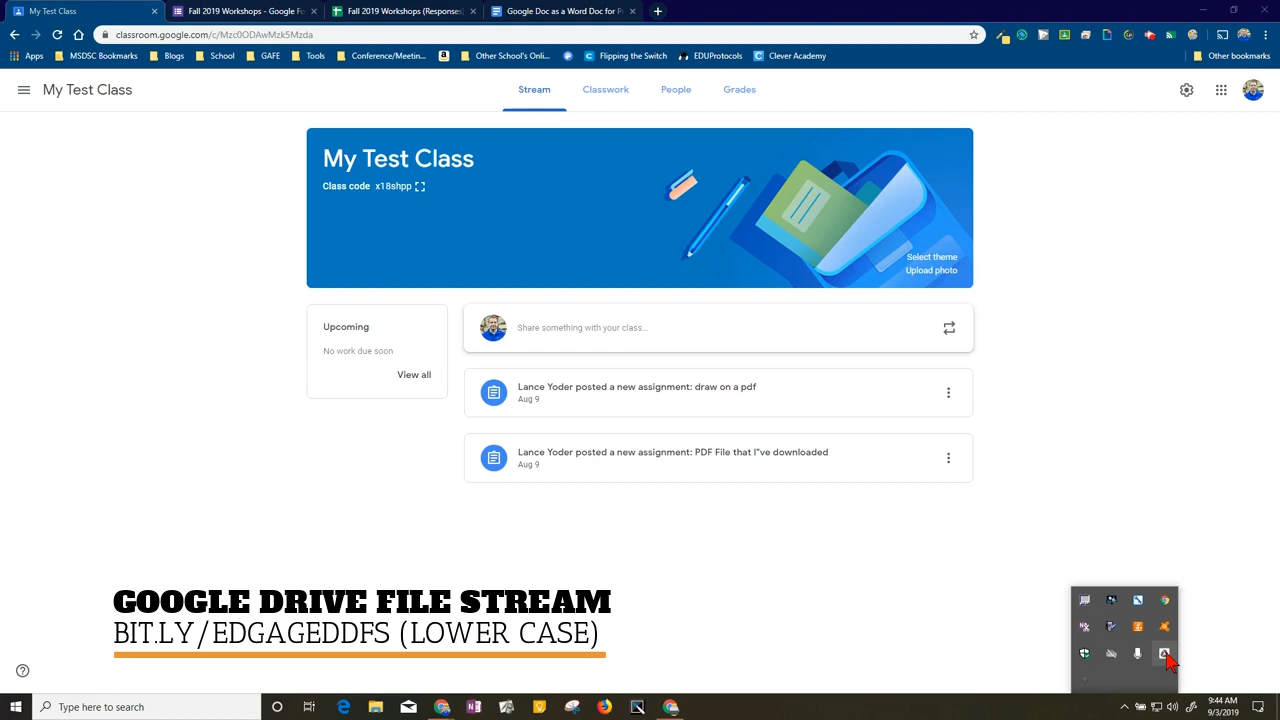 My Test Class
Fall 2019 Workshops - Google Fo
Fall 2019 Workshops (Responses)
Google Doc as a Word Doc for P
classroom.google.com/c/Mzc0ODAwMzk5Mzda
Apps
MSDSC Bookmarks
Blogs
School
GAFE
Tools
Conference/Meetin...
Other School's Onli...
Flipping the Switch
EDUProtocols
Clever Academy
Other bookmarks
My Test Class
Stream
Classwork
People
Grades
My Test Class
Class code x18shpp
Select theme
Upload photo
Upcoming
No work due soon
View all
Share something with your class...
Lance Yoder posted a new assignment: draw on a pdf
Aug 9
Lance Yoder posted a new assignment: PDF File that I"ve downloaded
Aug 9
GOOGLE DRIVE FILE STREAM
BIT.LY/EDGAGEDDFS (LOWER CASE)
Type here to search
9:44 AM
9/3/2019